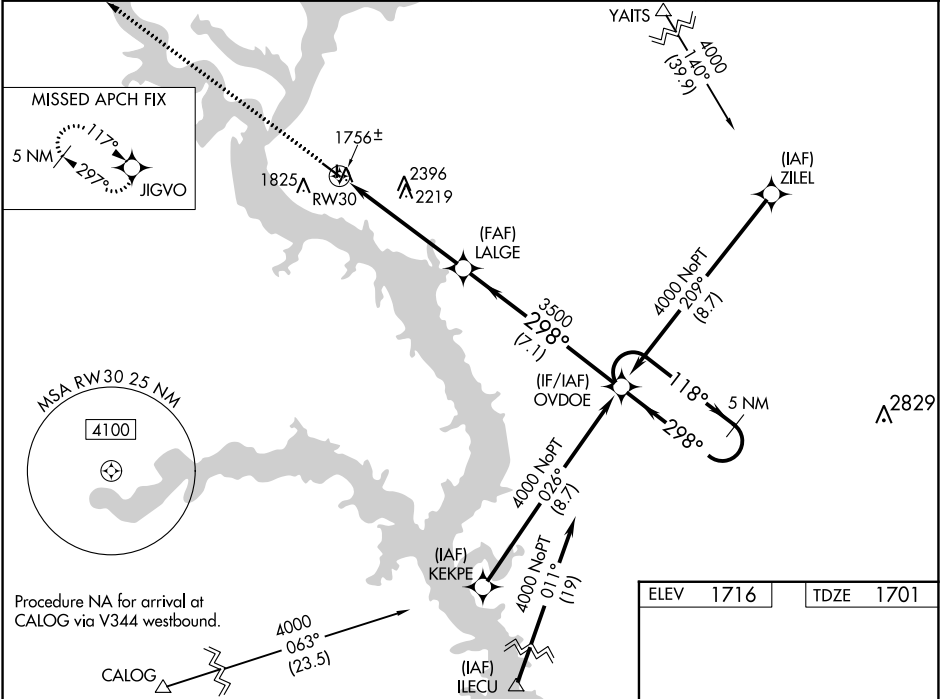 YAITS
4000
140°
(39.9)
MISSED APCH FIX
117°
5 NM
297°
JIGVO
1756±
1825
RW30
2396
2219
(IAF)
ZILEL
(FAF)
LALGE
4000 NoPT
209°
(8.7)
3500
298°
(7.1)
(IF/IAF)
OVDOE
118°
5 NM
298°
2829
MSA RW30 25 NM
4100
4000 NoPT
026°
(8.7)
(IAF)
KEKPE
4000 NoPT
011°
(19)
Procedure NA for arrival at
CALOG via V344 westbound.
4000
063°
(23.5)
CALOG
(IAF)
ILECU
ELEV 1716
TDZE 1701